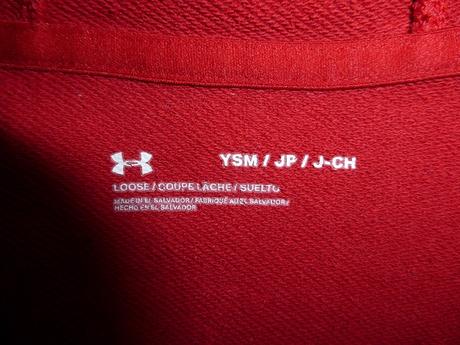 YSM / JP / J-CH
LOOSE / COUPE LÂCHE / SUELTO
MADE IN EL SALVADOR / FABRIQUÉ AU EL SALVADOR /
HECHO EN EL SALVADOR